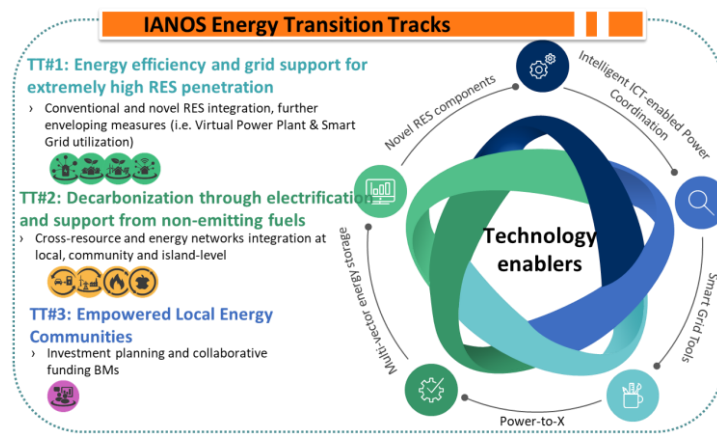 IANOS Energy Transition Tracks
TT#1: Energy efficiency and grid support for
extremely high RES penetration
› Conventional and novel RES integration, further
enveloping measures (i.e. Virtual Power Plant & Smart
Grid utilization)
TT#2: Decarbonization through electrification
and support from non-emitting fuels
› Cross-resource and energy networks integration at
local, community and island-level
TT#3: Empowered Local Energy
Communities
› Investment planning and collaborative
funding BMs
Novel RES components
Intelligent ICT-enabled Power
Coordination
Technology
enablers
Multi-vector energy storage
Smart Grid Tools
Power-to-X